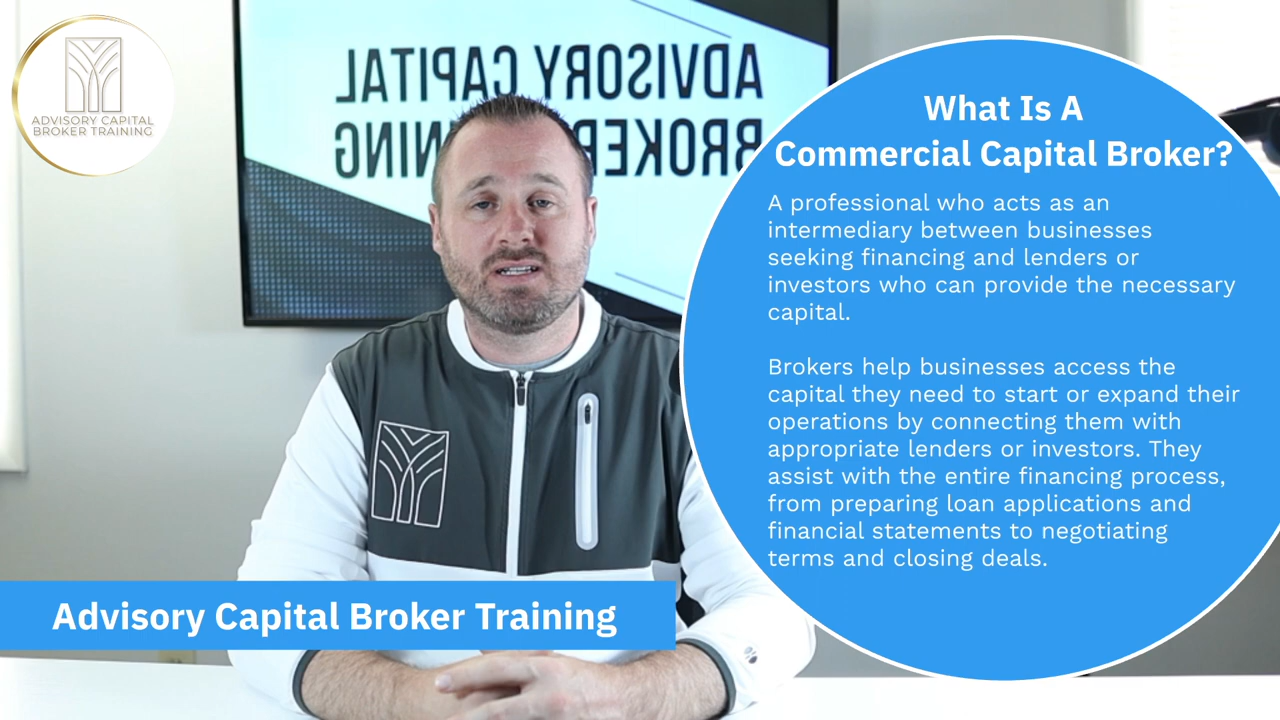 ADVISORY CAPITAL
BROKER TRAINING
ADVISORY CAPITAL
What Is A
Commercial Capital Broker?
A professional who acts as an
intermediary between businesses
seeking financing and lenders or
investors who can provide the necessary
capital.
Brokers help businesses access the
capital they need to start or expand their
operations by connecting them with
appropriate lenders or investors. They
assist with the entire financing process,
from preparing loan applications and
financial statements to negotiating
terms and closing deals.
Advisory Capital Broker Training